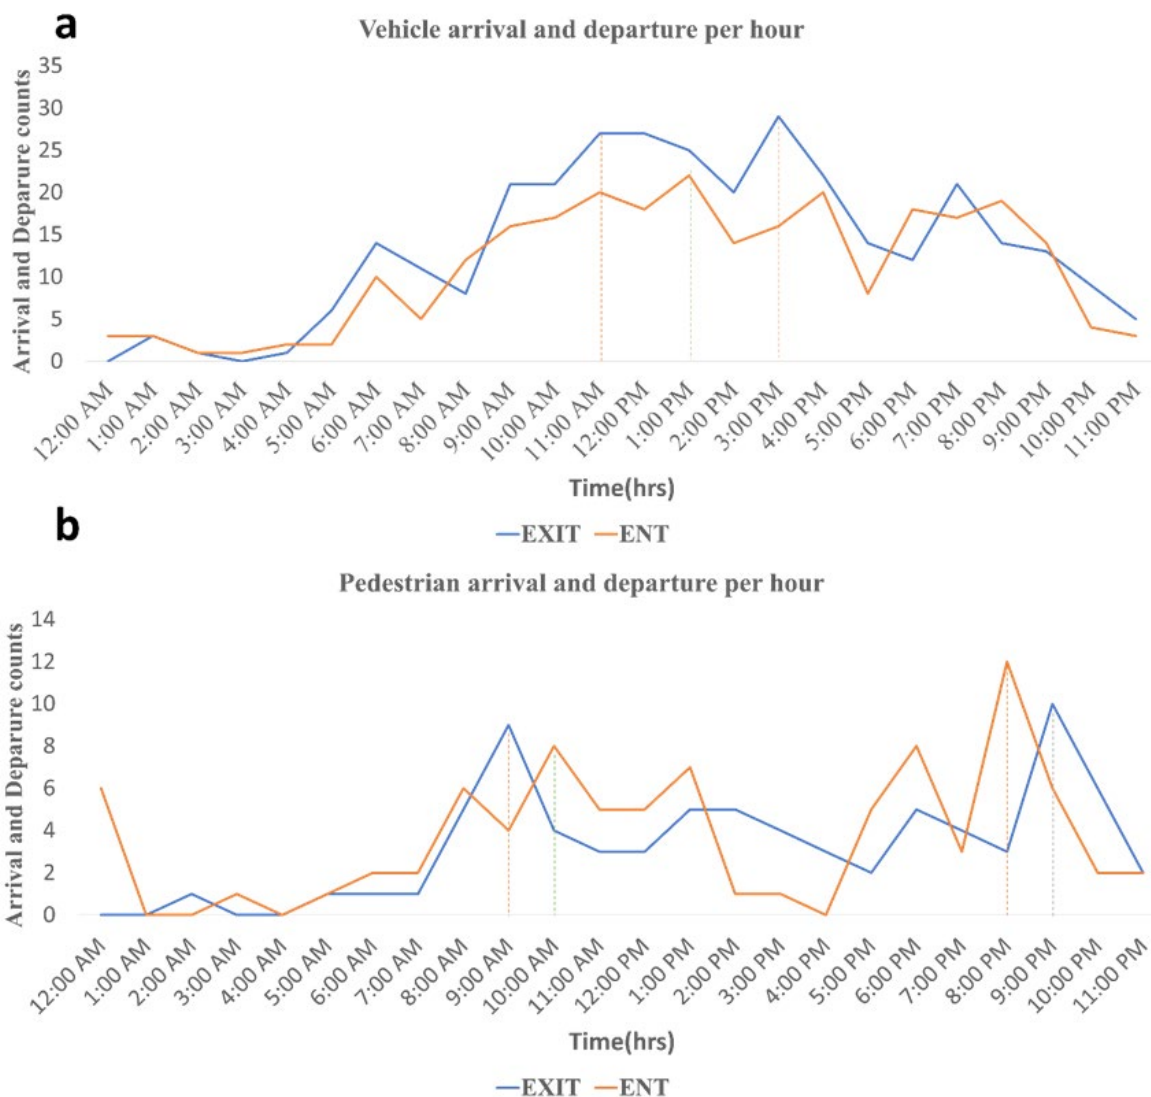 a
Vehicle arrival and departure per hour
Arrival and Deparure counts
35
30
25
20
15
10
5
0
12:00 AM
1:00 AM
2:00 AM
3:00 AM
4:00 AM
5:00 AM
6:00 AM
7:00 AM
8:00 AM
9:00 AM
10:00 AM
11:00 AM
12:00 PM
1:00 PM
2:00 PM
3:00 PM
4:00 PM
5:00 PM
6:00 PM
7:00 PM
8:00 PM
9:00 PM
10:00 PM
11:00 PM
Time(hrs)
EXIT ENT
b
Pedestrian arrival and departure per hour
Arrival and Deparure counts
14
12
10
8
6
4
2
0
12:00 AM
1:00 AM
2:00 AM
3:00 AM
4:00 AM
5:00 AM
6:00 AM
7:00 AM
8:00 AM
9:00 AM
10:00 AM
11:00 AM
12:00 PM
1:00 PM
2:00 PM
3:00 PM
4:00 PM
5:00 PM
6:00 PM
7:00 PM
8:00 PM
9:00 PM
10:00 PM
11:00 PM
Time(hrs)
EXIT ENT